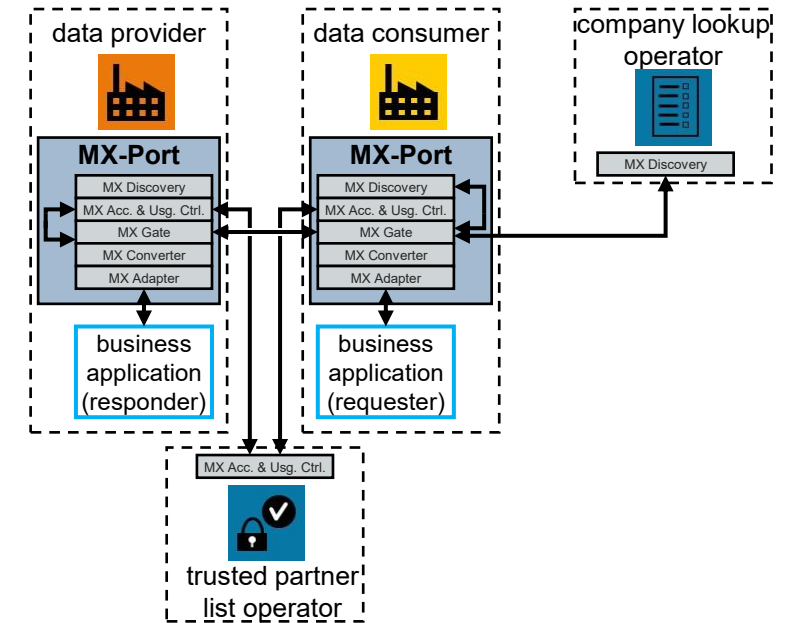 data provider
MX-Port
MX Discovery
MX Acc. & Usg. Ctrl.
MX Gate
MX Converter
MX Adapter
business
application
(responder)
data consumer
MX-Port
MX Discovery
MX Acc. & Usg. Ctrl.
MX Gate
MX Converter
MX Adapter
business
application
(requester)
company lookup
operator
MX Discovery
MX Acc. & Usg. Ctrl.
trusted partner
list operator